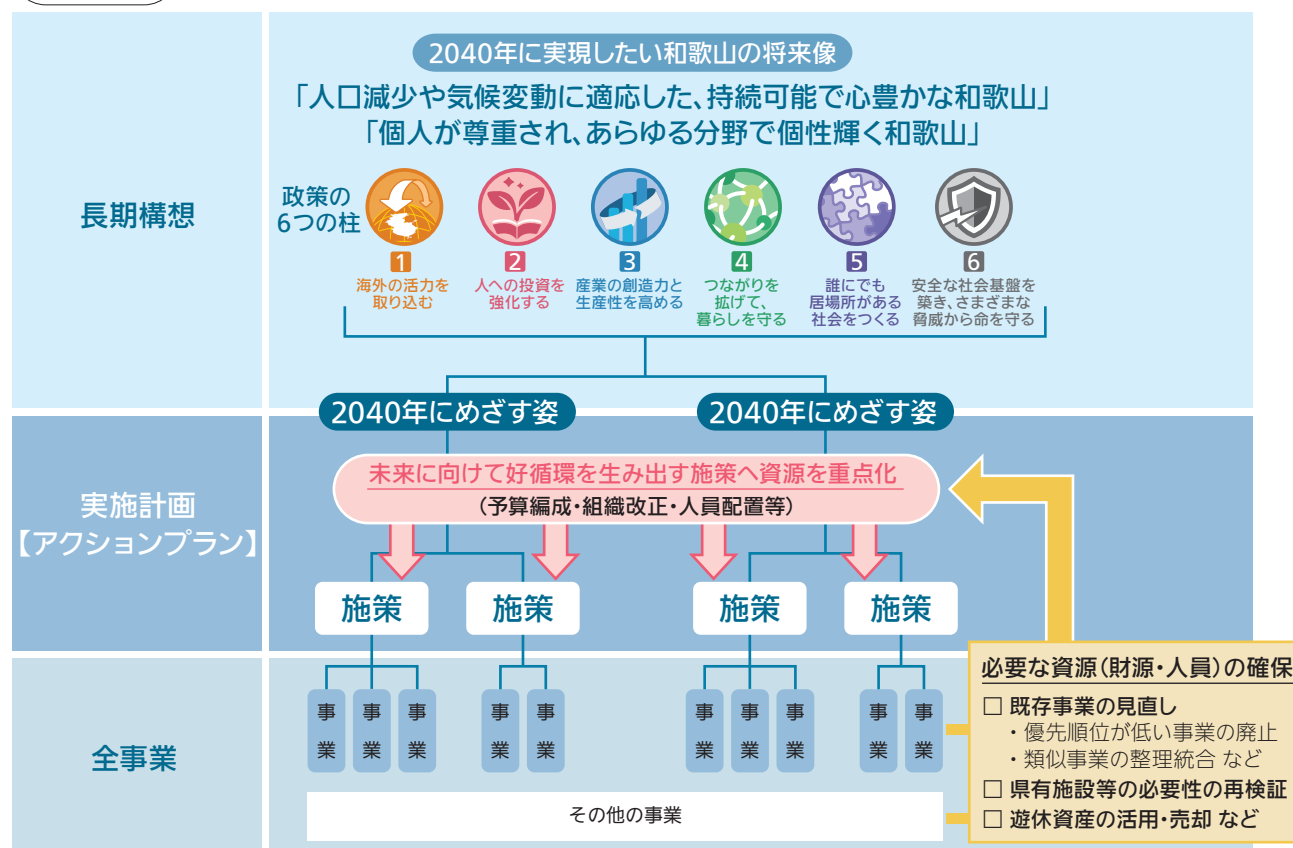 2040年に実現したい和歌山の将来像
「人口減少や気候変動に適応した、持続可能で心豊かな和歌山」
「個人が尊重され、あらゆる分野で個性輝く和歌山」
長期構想
政策の
6つの柱
1
海外の活力を
取り込む
2
人への投資を
強化する
3
産業の創造力と
生産性を高める
4
つながりを
拡げて、
暮らしを守る
5
誰にでも
居場所がある
社会をつくる
6
安全な社会基盤を
築き、さまざまな
脅威から命を守る
2040年にめざす姿
2040年にめざす姿
実施計画
【アクションプラン】
未来に向けて好循環を生み出す施策へ資源を重点化
(予算編成・組織改正・人員配置等)
施策
施策
施策
施策
全事業
事業
事業
事業
事業
事業
事業
事業
事業
事業
事業
その他の事業
必要な資源(財源・人員)の確保
□ 既存事業の見直し
・優先順位が低い事業の廃止
・類似事業の整理統合 など
□ 県有施設等の必要性の再検証
□ 遊休資産の活用・売却 など